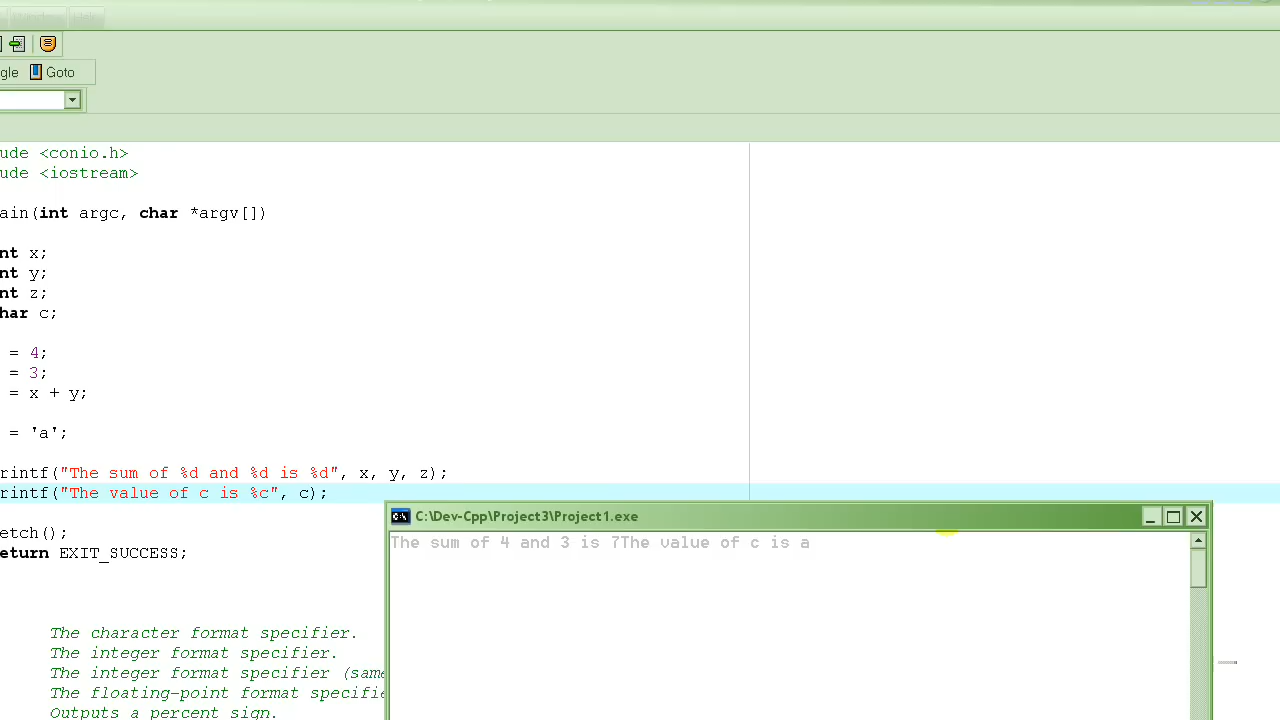 gle Goto
ude <conio.h>
ude <iostream>
ain(int argc, char *argv[])
nt x;
nt y;
nt z;
har c;
= 4;
= 3;
= x + y;
= 'a';
rintf("The sum of %d and %d is %d", x, y, z);
rintf("The value of c is %c", c);
etch();
eturn EXIT_SUCCESS;
C:\Dev-Cpp\Project3\Project1.exe
The sum of 4 and 3 is 7The value of c is a
The character format specifier.
The integer format specifier.
The integer format specifier (same
The floating-point format specifie
Outputs a percent sign.